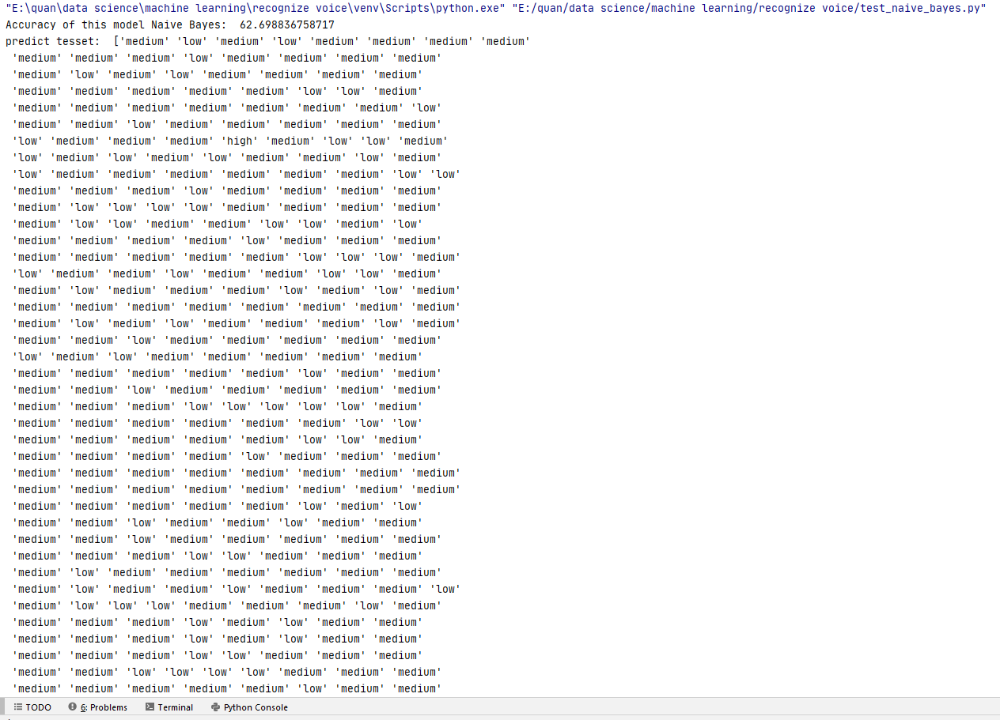 "E:\quan\data science\machine learning\recognize voice\venv\Scripts\python.exe" "E:/quan/data science/machine learning/recognize voice/test_naive_bayes.py"
Accuracy of this model Naive Bayes:  62.698836758717
predict tesset:  ['medium' 'low' 'medium' 'low' 'medium' 'medium' 'medium' 'medium'
'medium' 'medium' 'medium' 'low' 'medium' 'medium' 'medium' 'medium'
'medium' 'low' 'medium' 'low' 'medium' 'medium' 'medium' 'medium'
'medium' 'medium' 'medium' 'medium' 'medium' 'low' 'low' 'medium'
'medium' 'medium' 'medium' 'medium' 'medium' 'medium' 'medium' 'low'
'medium' 'medium' 'low' 'medium' 'medium' 'medium' 'medium' 'medium'
'low' 'medium' 'medium' 'medium' 'high' 'medium' 'low' 'low' 'medium'
'low' 'medium' 'low' 'medium' 'low' 'medium' 'medium' 'low' 'medium'
'low' 'medium' 'medium' 'medium' 'medium' 'medium' 'medium' 'low' 'low'
'medium' 'medium' 'medium' 'low' 'medium' 'medium' 'medium' 'medium'
'medium' 'low' 'low' 'low' 'low' 'medium' 'medium' 'medium' 'medium'
'medium' 'low' 'low' 'medium' 'medium' 'low' 'low' 'medium' 'low'
'medium' 'medium' 'medium' 'medium' 'low' 'medium' 'medium' 'medium'
'medium' 'medium' 'medium' 'medium' 'medium' 'low' 'low' 'low' 'medium'
'low' 'medium' 'medium' 'low' 'medium' 'medium' 'low' 'low' 'medium'
'medium' 'low' 'medium' 'medium' 'medium' 'low' 'medium' 'low' 'medium'
'medium' 'medium' 'medium' 'medium' 'medium' 'medium' 'medium' 'medium'
'medium' 'low' 'medium' 'low' 'medium' 'medium' 'medium' 'low' 'medium'
'medium' 'medium' 'low' 'medium' 'medium' 'medium' 'medium' 'medium'
'low' 'medium' 'low' 'medium' 'medium' 'medium' 'medium' 'medium'
'medium' 'medium' 'medium' 'medium' 'medium' 'low' 'medium' 'medium'
'medium' 'medium' 'low' 'medium' 'medium' 'medium' 'medium' 'medium'
'medium' 'medium' 'medium' 'low' 'low' 'low' 'low' 'low' 'medium'
'medium' 'medium' 'medium' 'medium' 'medium' 'medium' 'low' 'low'
'medium' 'medium' 'medium' 'medium' 'medium' 'low' 'low' 'medium'
'medium' 'medium' 'medium' 'medium' 'low' 'medium' 'medium' 'medium'
'medium' 'medium' 'medium' 'medium' 'medium' 'medium' 'medium' 'medium'
'medium' 'medium' 'medium' 'medium' 'medium' 'medium' 'medium' 'medium'
'medium' 'medium' 'medium' 'medium' 'medium' 'low' 'medium' 'low'
'medium' 'medium' 'low' 'medium' 'medium' 'low' 'medium' 'medium'
'medium' 'medium' 'low' 'medium' 'medium' 'medium' 'medium' 'medium'
'medium' 'medium' 'medium' 'low' 'low' 'medium' 'medium' 'medium'
'medium' 'low' 'medium' 'medium' 'medium' 'medium' 'medium' 'medium'
'medium' 'low' 'medium' 'medium' 'low' 'medium' 'medium' 'medium' 'low'
'medium' 'low' 'low' 'low' 'medium' 'medium' 'medium' 'low' 'medium'
'medium' 'medium' 'medium' 'low' 'medium' 'low' 'medium' 'medium'
'medium' 'medium' 'medium' 'low' 'medium' 'low' 'medium' 'medium'
'medium' 'medium' 'medium' 'low' 'low' 'medium' 'medium' 'medium'
'medium' 'medium' 'low' 'low' 'low' 'low' 'medium' 'medium' 'medium'
'medium' 'medium' 'medium' 'medium' 'medium' 'low' 'medium' 'medium'
TODO 6: Problems Terminal Python Console